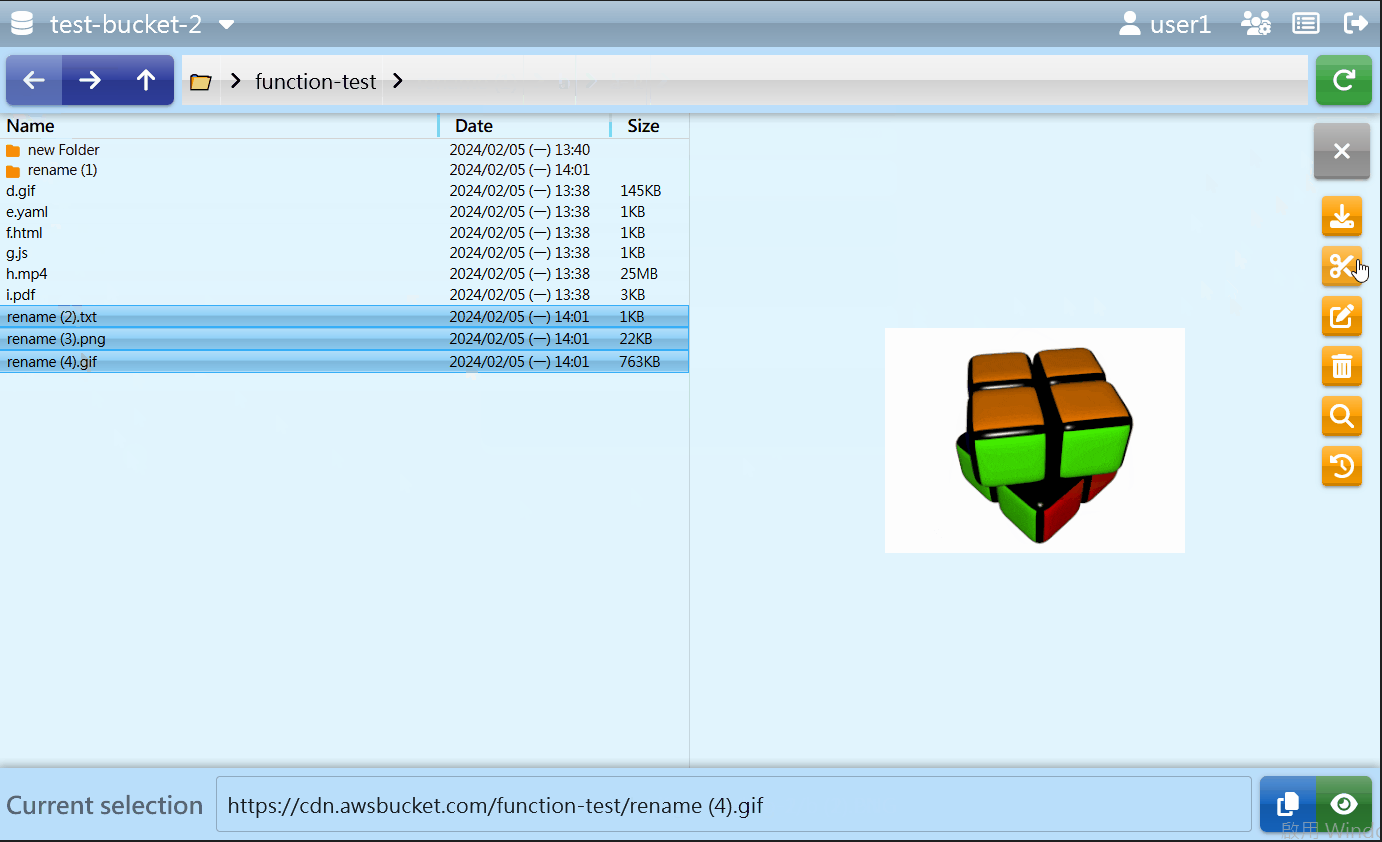 test-bucket-2 user1
function-test
Name Date Size
new Folder 2024/02/05 (一) 13:40
rename (1) 2024/02/05 (一) 14:01
d.gif 2024/02/05 (一) 13:38 145KB
e.yaml 2024/02/05 (一) 13:38 1KB
f.html 2024/02/05 (一) 13:38 1KB
g.js 2024/02/05 (一) 13:38 1KB
h.mp4 2024/02/05 (一) 13:38 25MB
i.pdf 2024/02/05 (一) 13:38 3KB
rename (2).txt 2024/02/05 (一) 14:01 1KB
rename (3).png 2024/02/05 (一) 14:01 22KB
rename (4).gif 2024/02/05 (一) 14:01 763KB
Current selection https://cdn.awsbucket.com/function-test/rename (4).gif
啟用